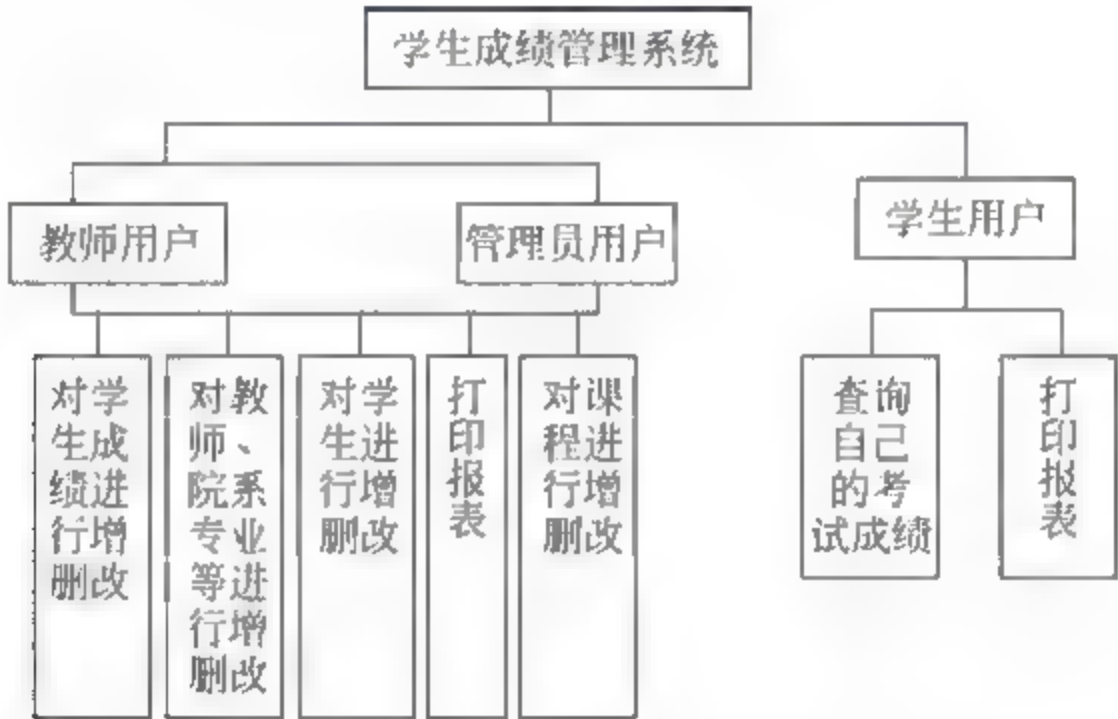 学生成绩管理系统
教师用户
管理员用户
学生用户
对学
生成
绩进
行增
删改
对教
师、
院系
专业
等进
行增
删改
对学
生进
行增
删改
打
印
报
表
对课
程进
行增
删改
查询
自己
的考
试成绩
打
印
报
表